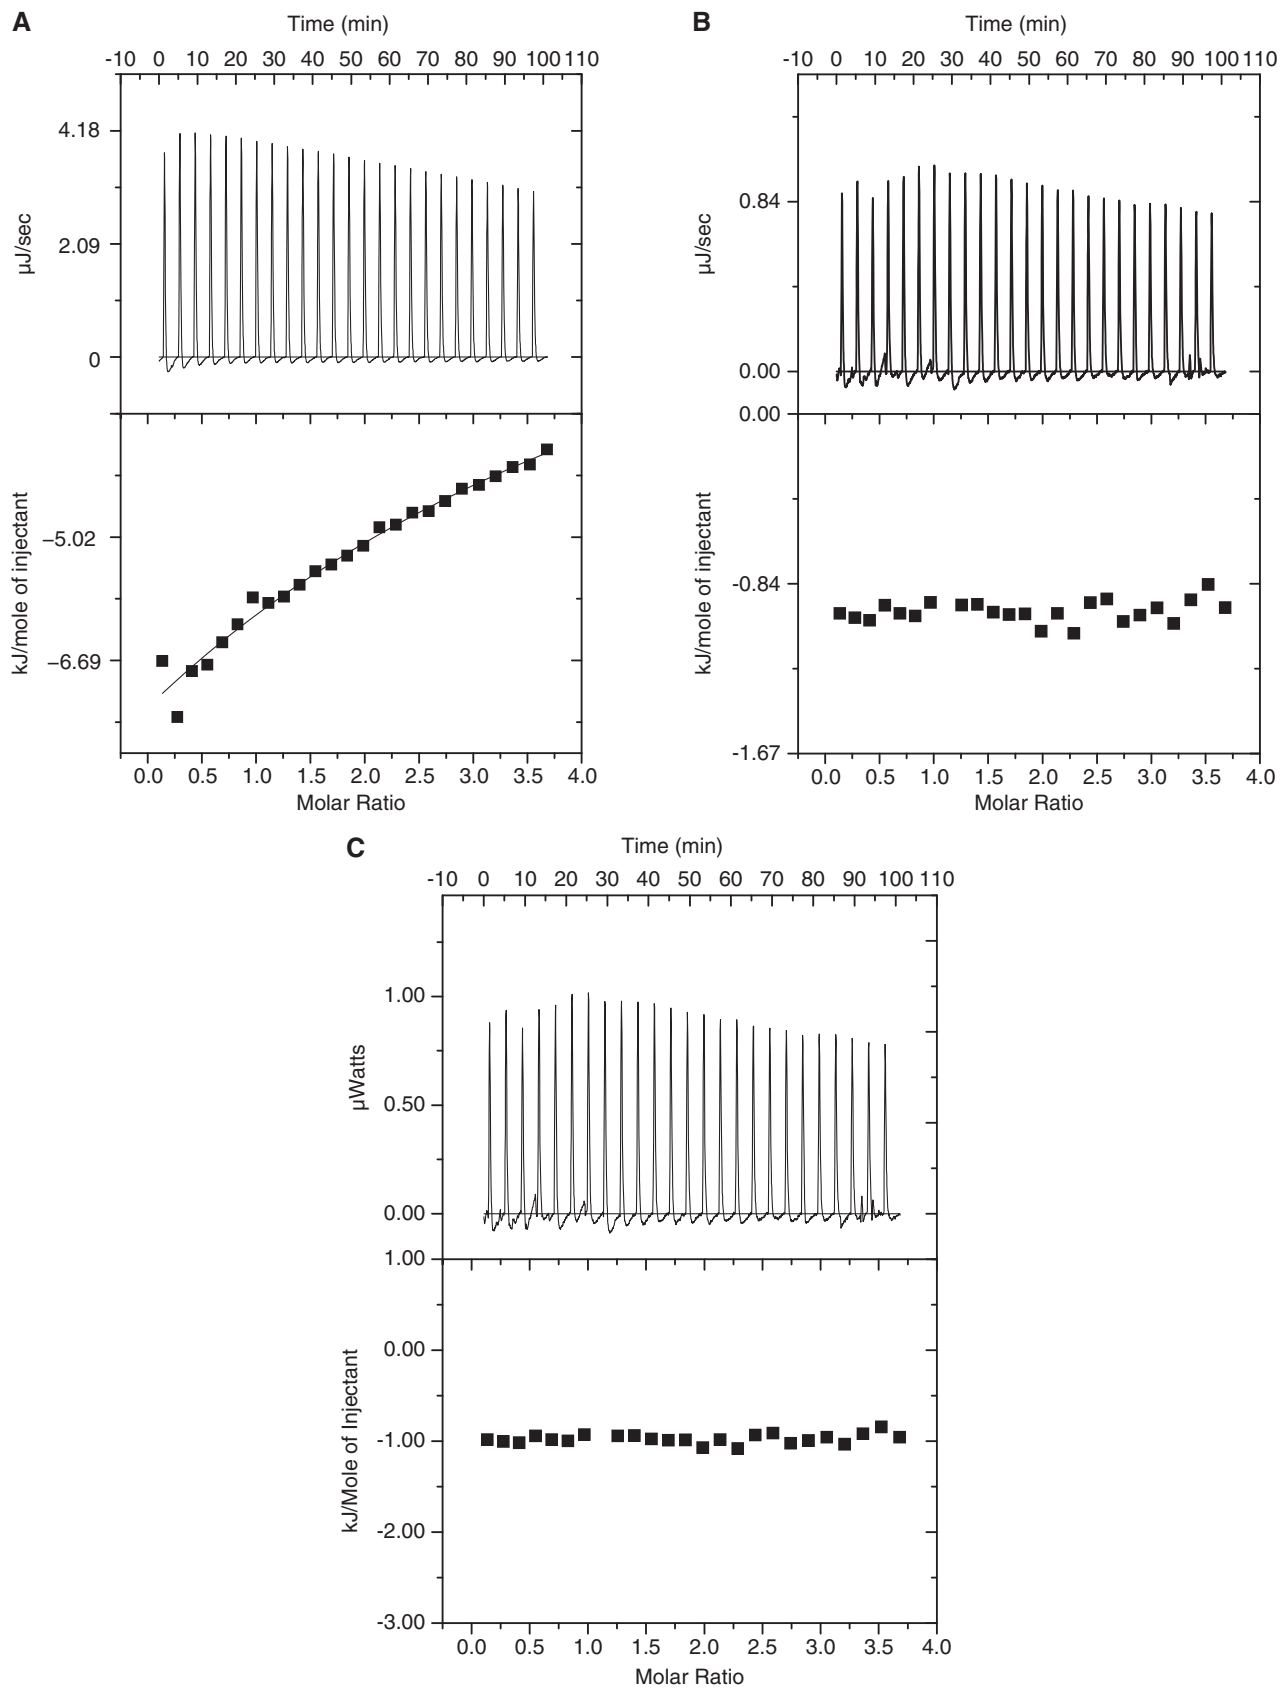 A
Time (min)
-10 0 10 20 30 40 50 60 70 80 90 100 110
4.18
2.09
0
µJ/sec
−5.02
−6.69
kJ/mole of injectant
0.0 0.5 1.0 1.5 2.0 2.5 3.0 3.5 4.0
Molar Ratio
B
Time (min)
-10 0 10 20 30 40 50 60 70 80 90 100 110
0.84
0.00
µJ/sec
0.00
-0.84
-1.67
kJ/mole of injectant
0.0 0.5 1.0 1.5 2.0 2.5 3.0 3.5 4.0
Molar Ratio
C
Time (min)
-10 0 10 20 30 40 50 60 70 80 90 100 110
1.00
0.50
0.00
µWatts
1.00
0.00
-1.00
-2.00
-3.00
kJ/Mole of Injectant
0.0 0.5 1.0 1.5 2.0 2.5 3.0 3.5 4.0
Molar Ratio